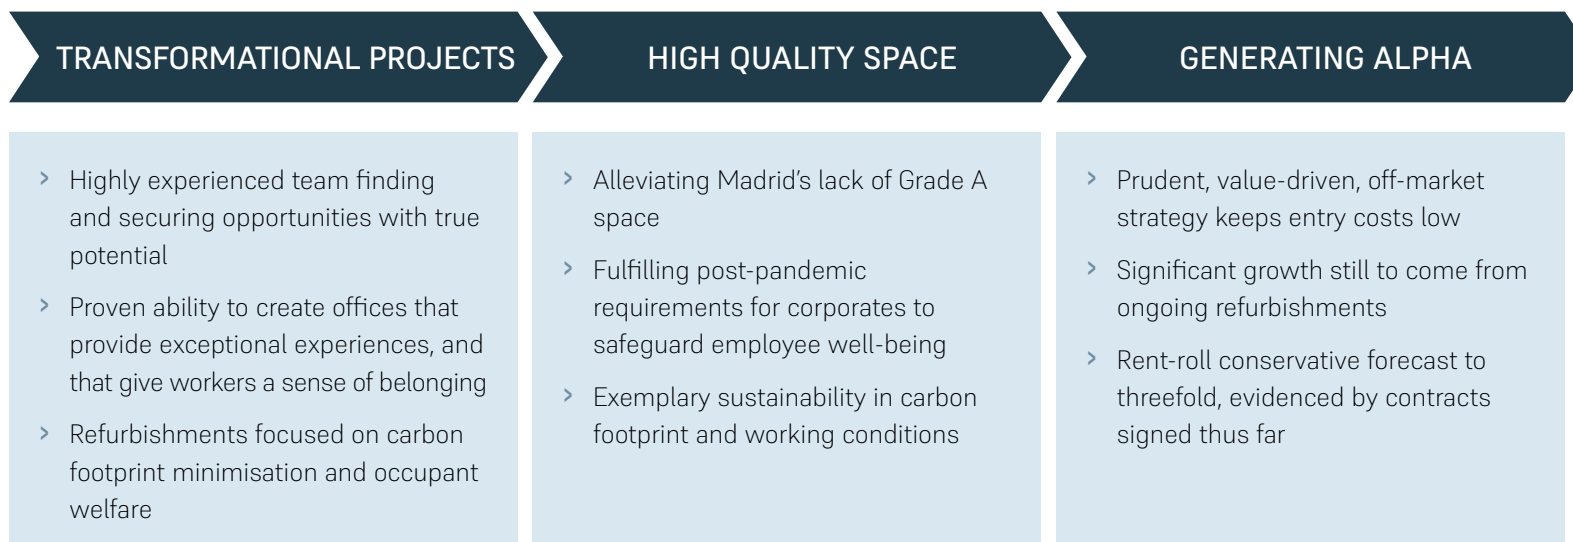 TRANSFORMATIONAL PROJECTS
HIGH QUALITY SPACE
GENERATING ALPHA
› Highly experienced team finding
and securing opportunities with true
potential
› Proven ability to create offices that
provide exceptional experiences, and
that give workers a sense of belonging
› Refurbishments focused on carbon
footprint minimisation and occupant
welfare
› Alleviating Madrid's lack of Grade A
space
› Fulfilling post-pandemic
requirements for corporates to
safeguard employee well-being
› Exemplary sustainability in carbon
footprint and working conditions
› Prudent, value-driven, off-market
strategy keeps entry costs low
› Significant growth still to come from
ongoing refurbishments
› Rent-roll conservative forecast to
threefold, evidenced by contracts
signed thus far